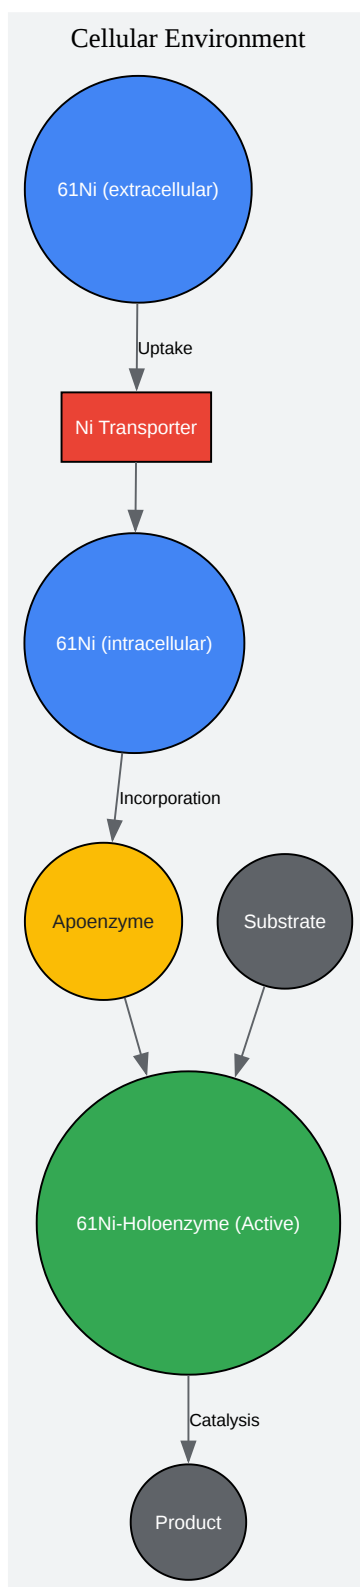 Cellular Environment
61Ni (extracellular)
Uptake
Ni Transporter
61Ni (intracellular)
Incorporation
Apoenzyme
Substrate
61Ni-Holoenzyme (Active)
Catalysis
Product